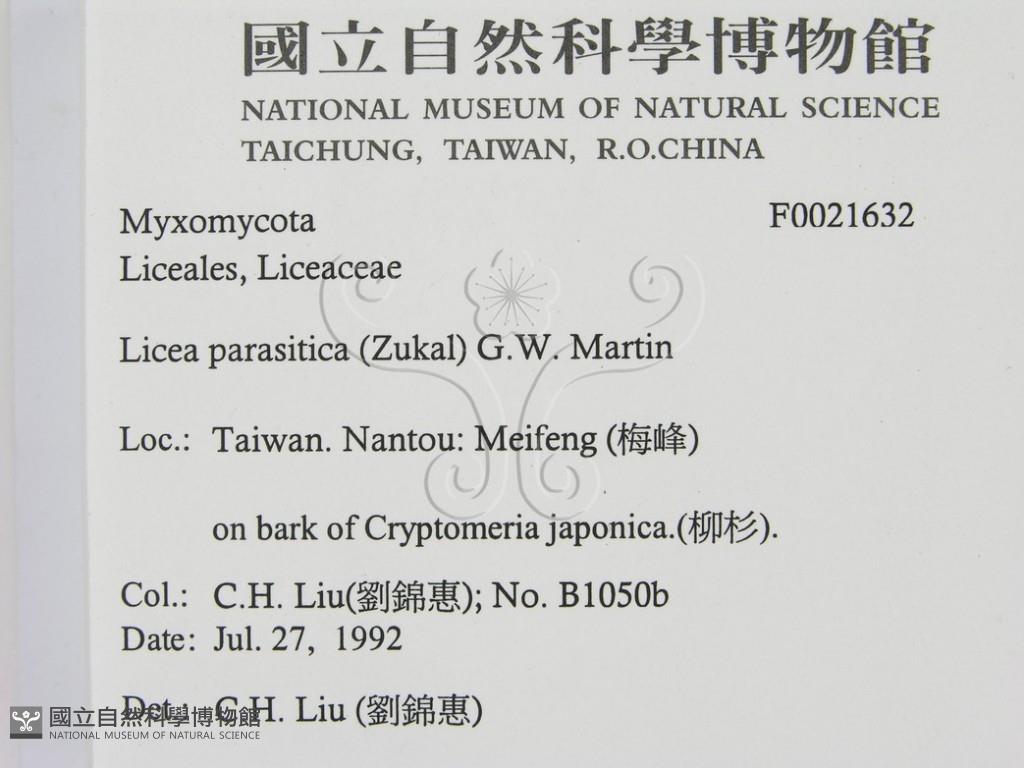 國立自然科學博物館
NATIONAL MUSEUM OF NATURAL SCIENCE
TAICHUNG, TAIWAN, R.O.CHINA
Myxomycota F0021632
Liceales, Liceaceae
Licea parasitica (Zukal) G.W. Martin
Loc.: Taiwan. Nantou: Meifeng (梅峰)
on bark of Cryptomeria japonica.(柳杉).
Col.: C.H. Liu(劉錦惠); No. B1050b
Date: Jul. 27, 1992
Det.: C.H. Liu (劉錦惠)
國立自然科學博物館
NATIONAL MUSEUM OF NATURAL SCIENCE